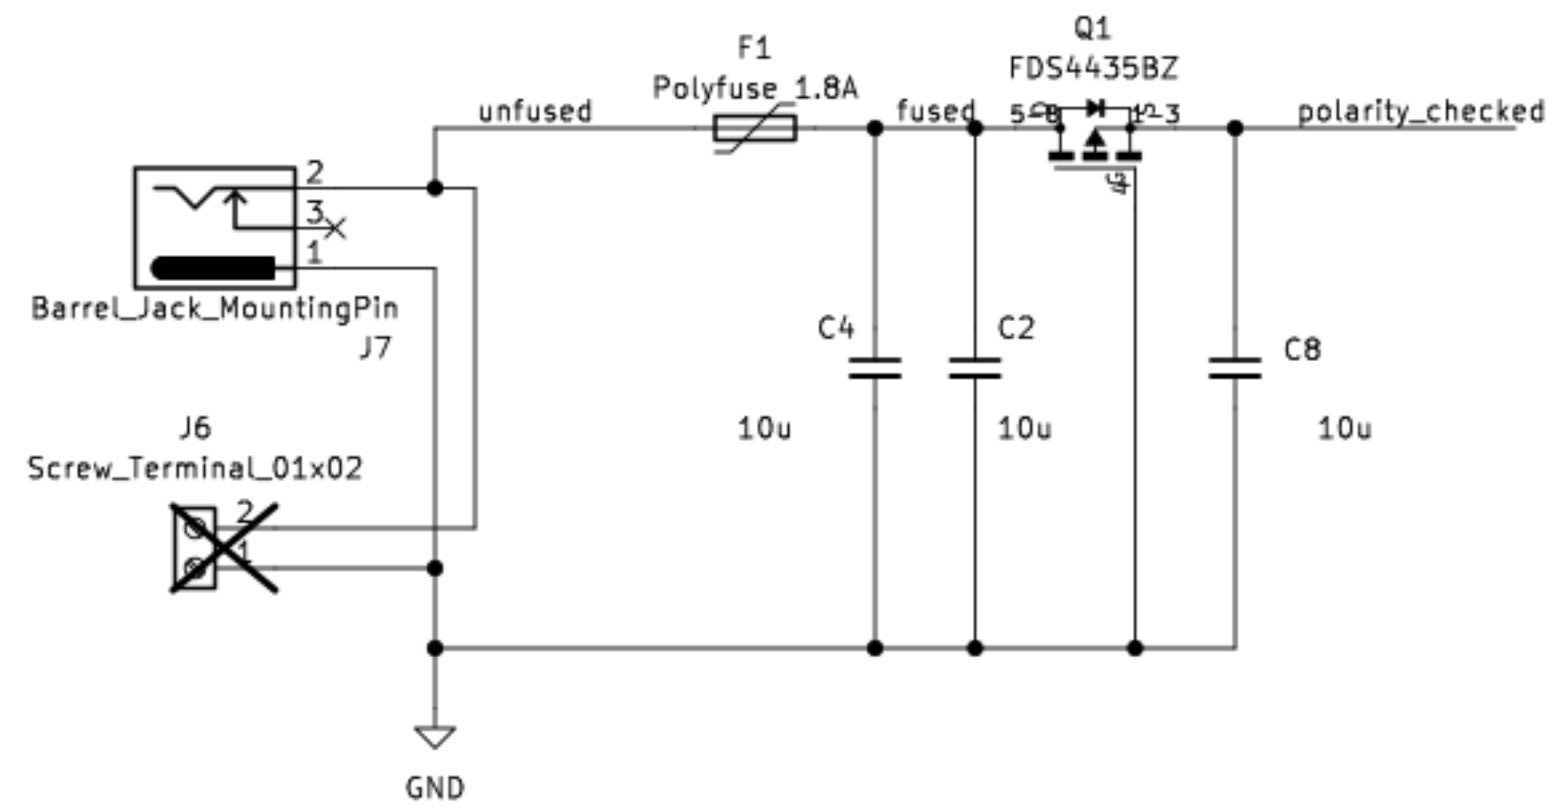 Q1
FDS4435BZ
F1
Polyfuse_1.8A
unfused
fused
5-8
D
S
1-3
polarity_checked
G
4
2
3
1
Barrel_Jack_MountingPin
J7
C4
10u
C2
10u
C8
10u
J6
Screw_Terminal_01x02
2
1
GND